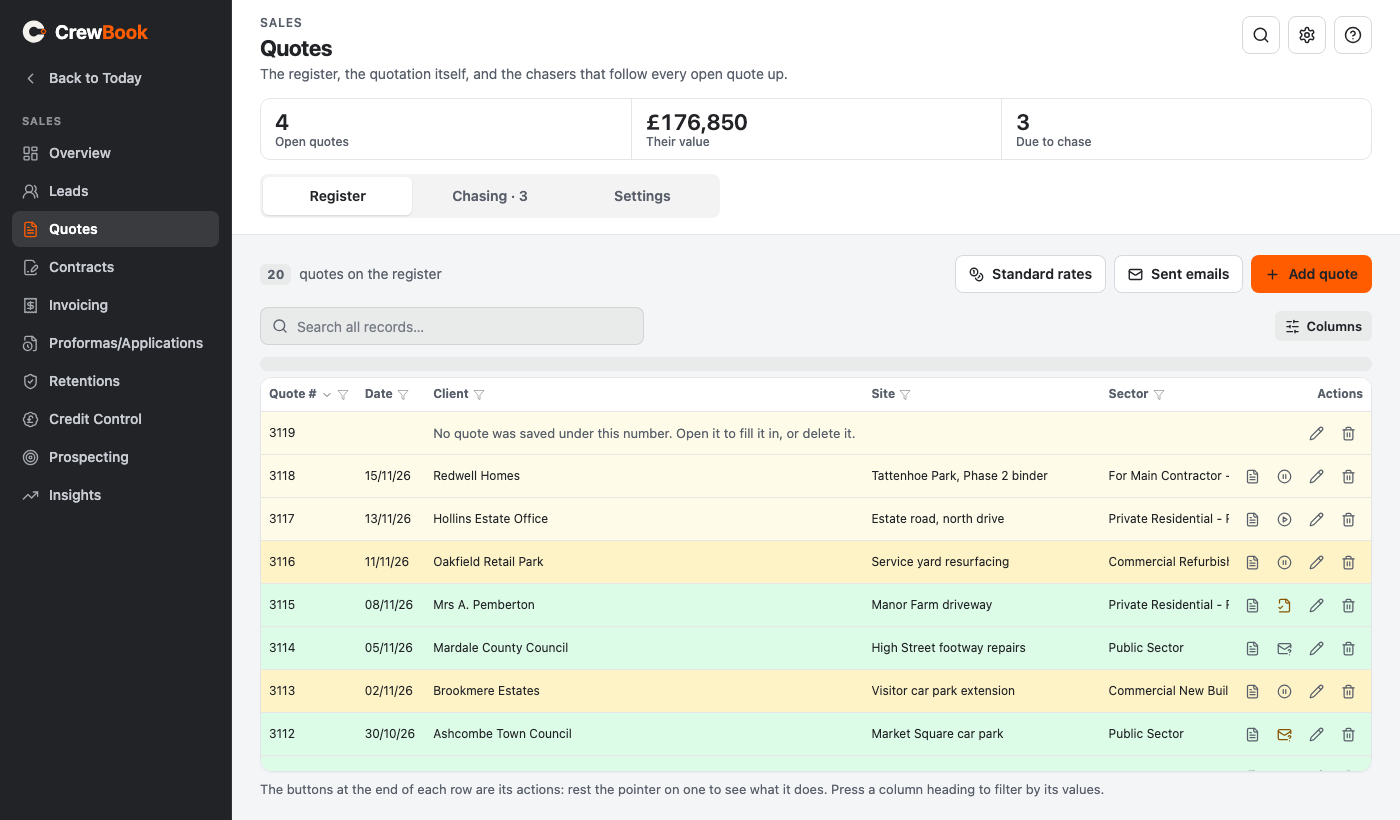 CrewBook
Back to Today
SALES
Overview
Leads
Quotes
Contracts
Invoicing
Proformas/Applications
Retentions
Credit Control
Prospecting
Insights
SALES
Quotes
The register, the quotation itself, and the chasers that follow every open quote up.
4
Open quotes
£176,850
Their value
3
Due to chase
Register Chasing · 3 Settings
20 quotes on the register
Standard rates Sent emails + Add quote
Search all records...
Columns
Quote # Date Client Site Sector Actions
3119 No quote was saved under this number. Open it to fill it in, or delete it.
3118 15/11/26 Redwell Homes Tattenhoe Park, Phase 2 binder For Main Contractor -
3117 13/11/26 Hollins Estate Office Estate road, north drive Private Residential -
3116 11/11/26 Oakfield Retail Park Service yard resurfacing Commercial Refurbish
3115 08/11/26 Mrs A. Pemberton Manor Farm driveway Private Residential -
3114 05/11/26 Mardale County Council High Street footway repairs Public Sector
3113 02/11/26 Brookmere Estates Visitor car park extension Commercial New Buil
3112 30/10/26 Ashcombe Town Council Market Square car park Public Sector
The buttons at the end of each row are its actions: rest the pointer on one to see what it does. Press a column heading to filter by its values.